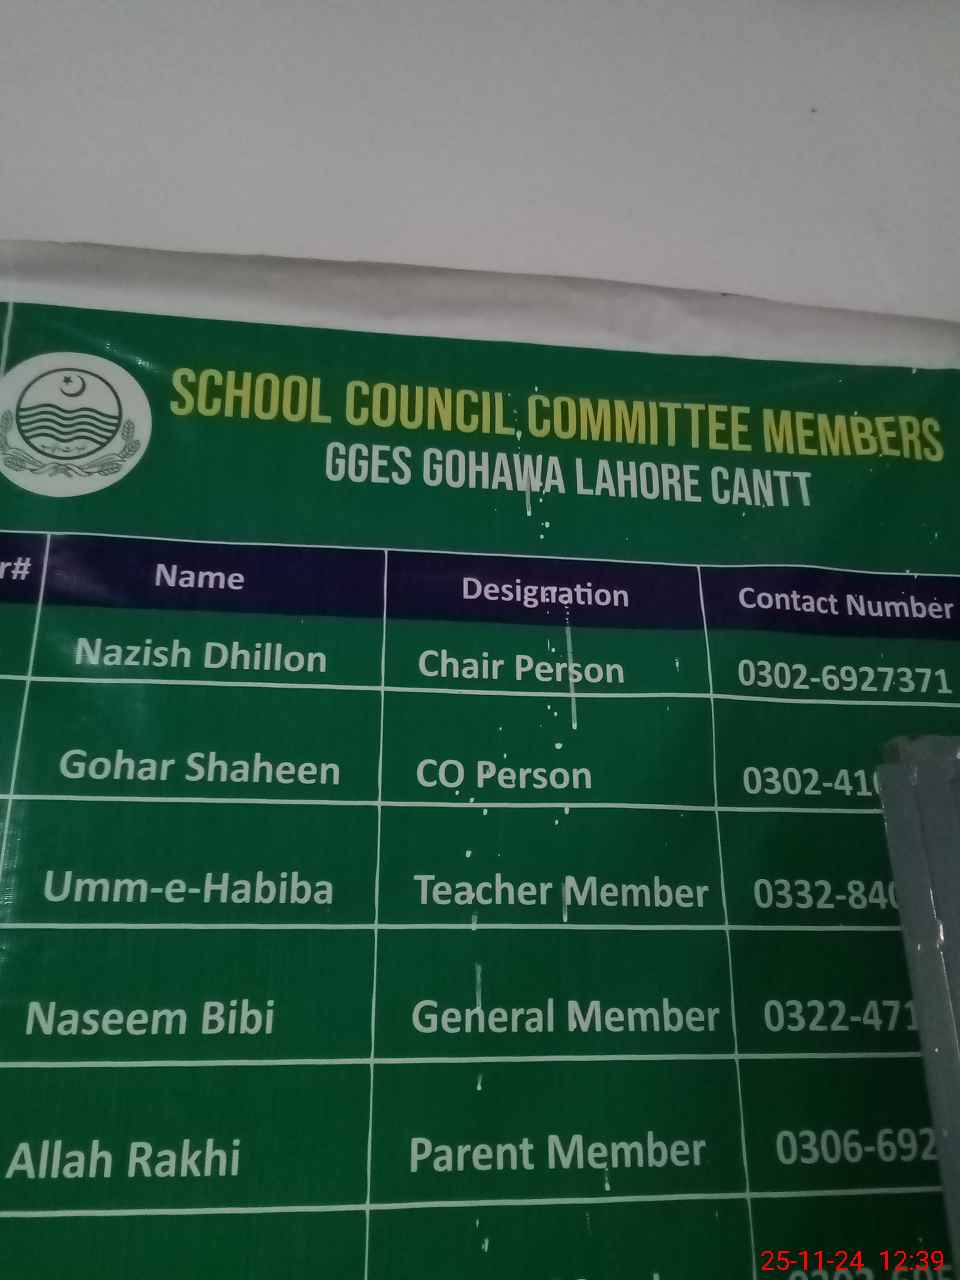 SCHOOL COUNCIL COMMITTEE MEMBERS
GGES GOHAWA LAHORE CANTT
r# Name Designation Contact Number
Nazish Dhillon Chair Person 0302-6927371
Gohar Shaheen CO Person 0302-41
Umm-e-Habiba Teacher Member 0332-84
Naseem Bibi General Member 0322-471
Allah Rakhi Parent Member 0306-692
25-11-24 12:39